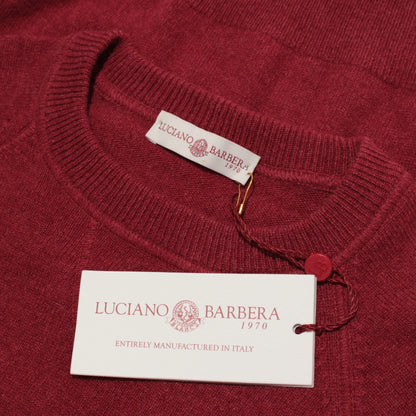 LUCIANO BARBERA
1970
LUCIANO BARBERA
1970
ENTIRELY MANUFACTURED IN ITALY